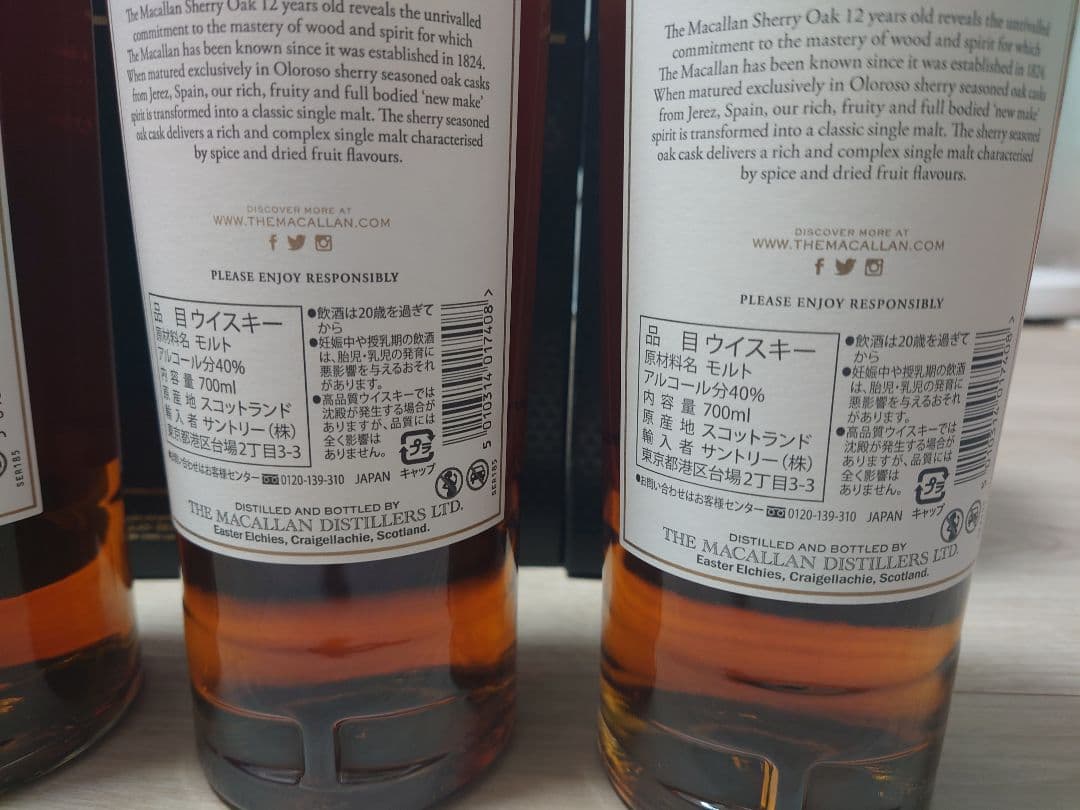 The Macallan Sherry Oak 12 years old reveals the unrivalled
commitment to the mastery of wood and spirit for which
The Macallan has been known since it was established in 1824.
When matured exclusively in Oloroso sherry seasoned oak casks
from Jerez, Spain, our rich, fruity and full bodied 'new make'
spirit is transformed into a classic single malt. The sherry seasoned
oak cask delivers a rich and complex single malt characterised
by spice and dried fruit flavours.
DISCOVER MORE AT
WWW.THEMACALLAN.COM
PLEASE ENJOY RESPONSIBLY
品 目 ウイスキー
原材料名 モルト
アルコール分40%
内容量 700ml
原産地 スコットランド
輸入者 サントリー(株)
東京都港区台場2丁目3-3
●飲酒は20歳を過ぎて
から
●妊娠中や授乳期の飲酒
は、胎児・乳児の発育に
悪影響を与えるおそれ
があります。
●高品質ウイスキーでは
沈殿が発生する場合が
ありますが、品質には
全く影響は
ありません。
プラ
キャップ
5 010314 017408 >
●お問い合わせはお客様センター 0120-139-310 JAPAN
SER185
DISTILLED AND BOTTLED BY
THE MACALLAN DISTILLERS LTD.
Easter Elchies, Craigellachie, Scotland.
The Macallan Sherry Oak 12 years old reveals the unrivalled
commitment to the mastery of wood and spirit for which
The Macallan has been known since it was established in 1824
When matured exclusively in Oloroso sherry seasoned oak casks
from Jerez, Spain, our rich, fruity and full bodied 'new make'
spirit is transformed into a classic single malt. The sherry seasoned
oak cask delivers a rich and complex single malt characterised
by spice and dried fruit flavours.
DISCOVER MORE AT
WWW.THEMACALLAN.COM
PLEASE ENJOY RESPONSIBLY
品 目 ウイスキー
原材料名 モルト
アルコール分40%
内容量 700ml
原産地 スコットランド
輸入者 サントリー(株)
東京都港区台場2丁目3-3
●飲酒は20歳を過ぎて
から
●妊娠中や授乳期の飲酒
は、胎児・乳児の発育に
悪影響を与えるおそれ
があります。
●高品質ウイスキーでは
沈殿が発生する場合が
ありますが、品質には
全く影響は
ありません。
プラ
キャップ
5 010314 017408 >
●お問い合わせはお客様センター 0120-139-310 JAPAN
DISTILLED AND BOTTLED BY
THE MACALLAN DISTILLERS LTD.
Easter Elchies, Craigellachie, Scotland.
SER185